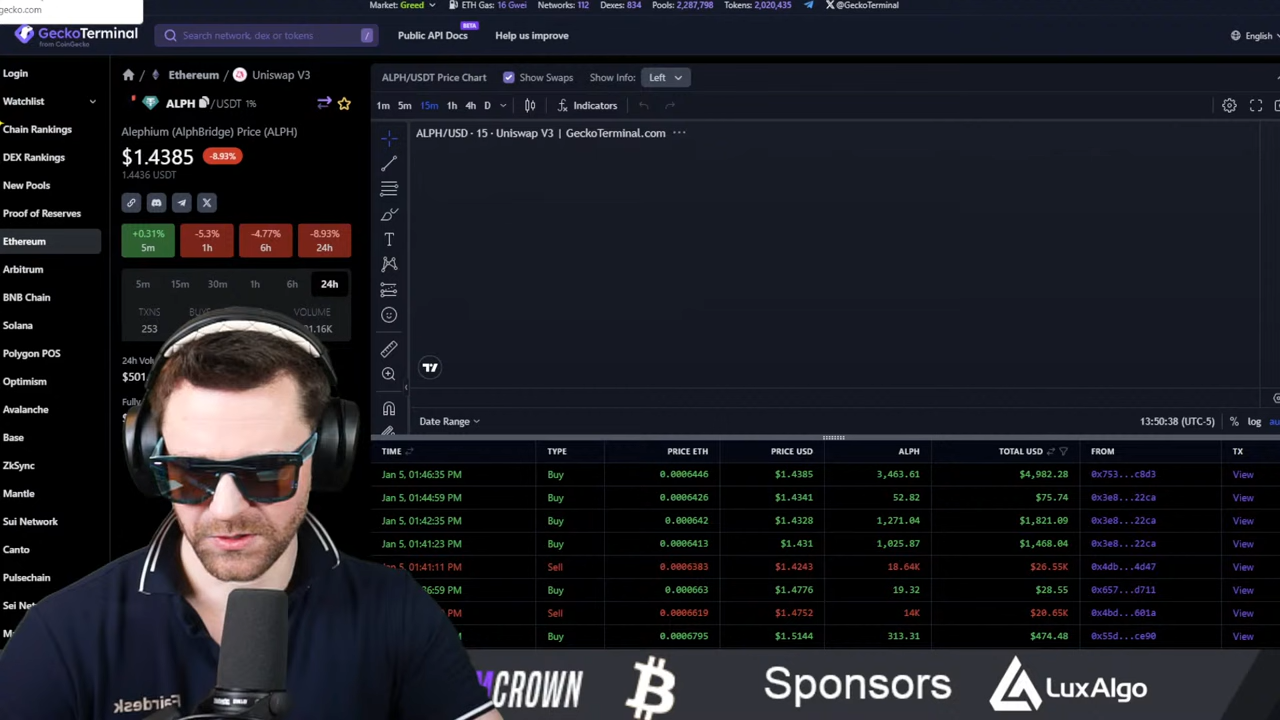 gecko.com
Market: Greed ETH Gas: 16 Gwei Networks: 112 Dexes: 834 Pools: 2,287,798 Tokens: 2,020,435 @GeckoTerminal
GeckoTerminal
from CoinGecko
Search network, dex or tokens /
Public API Docs BETA
Help us improve
English
Login
Watchlist
Chain Rankings
DEX Rankings
New Pools
Proof of Reserves
Ethereum
Arbitrum
BNB Chain
Solana
Polygon POS
Optimism
Avalanche
Base
ZkSync
Mantle
Sui Network
Canto
Pulsechain
/ Ethereum / Uniswap V3
ALPH /USDT 1%
Alephium (AlphBridge) Price (ALPH)
$1.4385 -8.93%
1.4436 USDT
+0.31% -5.3% -4.77% -8.93%
5m 1h 6h 24h
5m 15m 30m 1h 6h 24h
TXNS VOLUME
253
$501
ALPH/USDT Price Chart Show Swaps Show Info: Left
1m 5m 15m 1h 4h D Indicators
ALPH/USD · 15 · Uniswap V3 | GeckoTerminal.com
Date Range 13:50:38 (UTC-5) % log
TIME TYPE PRICE ETH PRICE USD ALPH TOTAL USD FROM TX
Jan 5, 01:46:35 PM Buy 0.0006446 $1.4385 3,463.61 $4,982.28 0x753...c8d3 View
Jan 5, 01:44:59 PM Buy 0.0006426 $1.4341 52.82 $75.74 0x3e8...22ca View
Jan 5, 01:42:35 PM Buy 0.000642 $1.4328 1,271.04 $1,821.09 0x3e8...22ca View
Jan 5, 01:41:23 PM Buy 0.0006413 $1.431 1,025.87 $1,468.04 0x3e8...22ca View
01:41:11 PM Sell 0.0006383 $1.4243 18.64K $26.55K 0x4db...4d47 View
6:59 PM Buy 0.000663 $1.4776 19.32 $28.55 0x657...d711 View
PM Sell 0.0006619 $1.4752 14K $20.65K 0x4bd...601a View
Buy 0.0006795 $1.5144 313.31 $474.48 0x55d...ce90 View
Fairdesk
CROWN
Sponsors
LuxAlgo